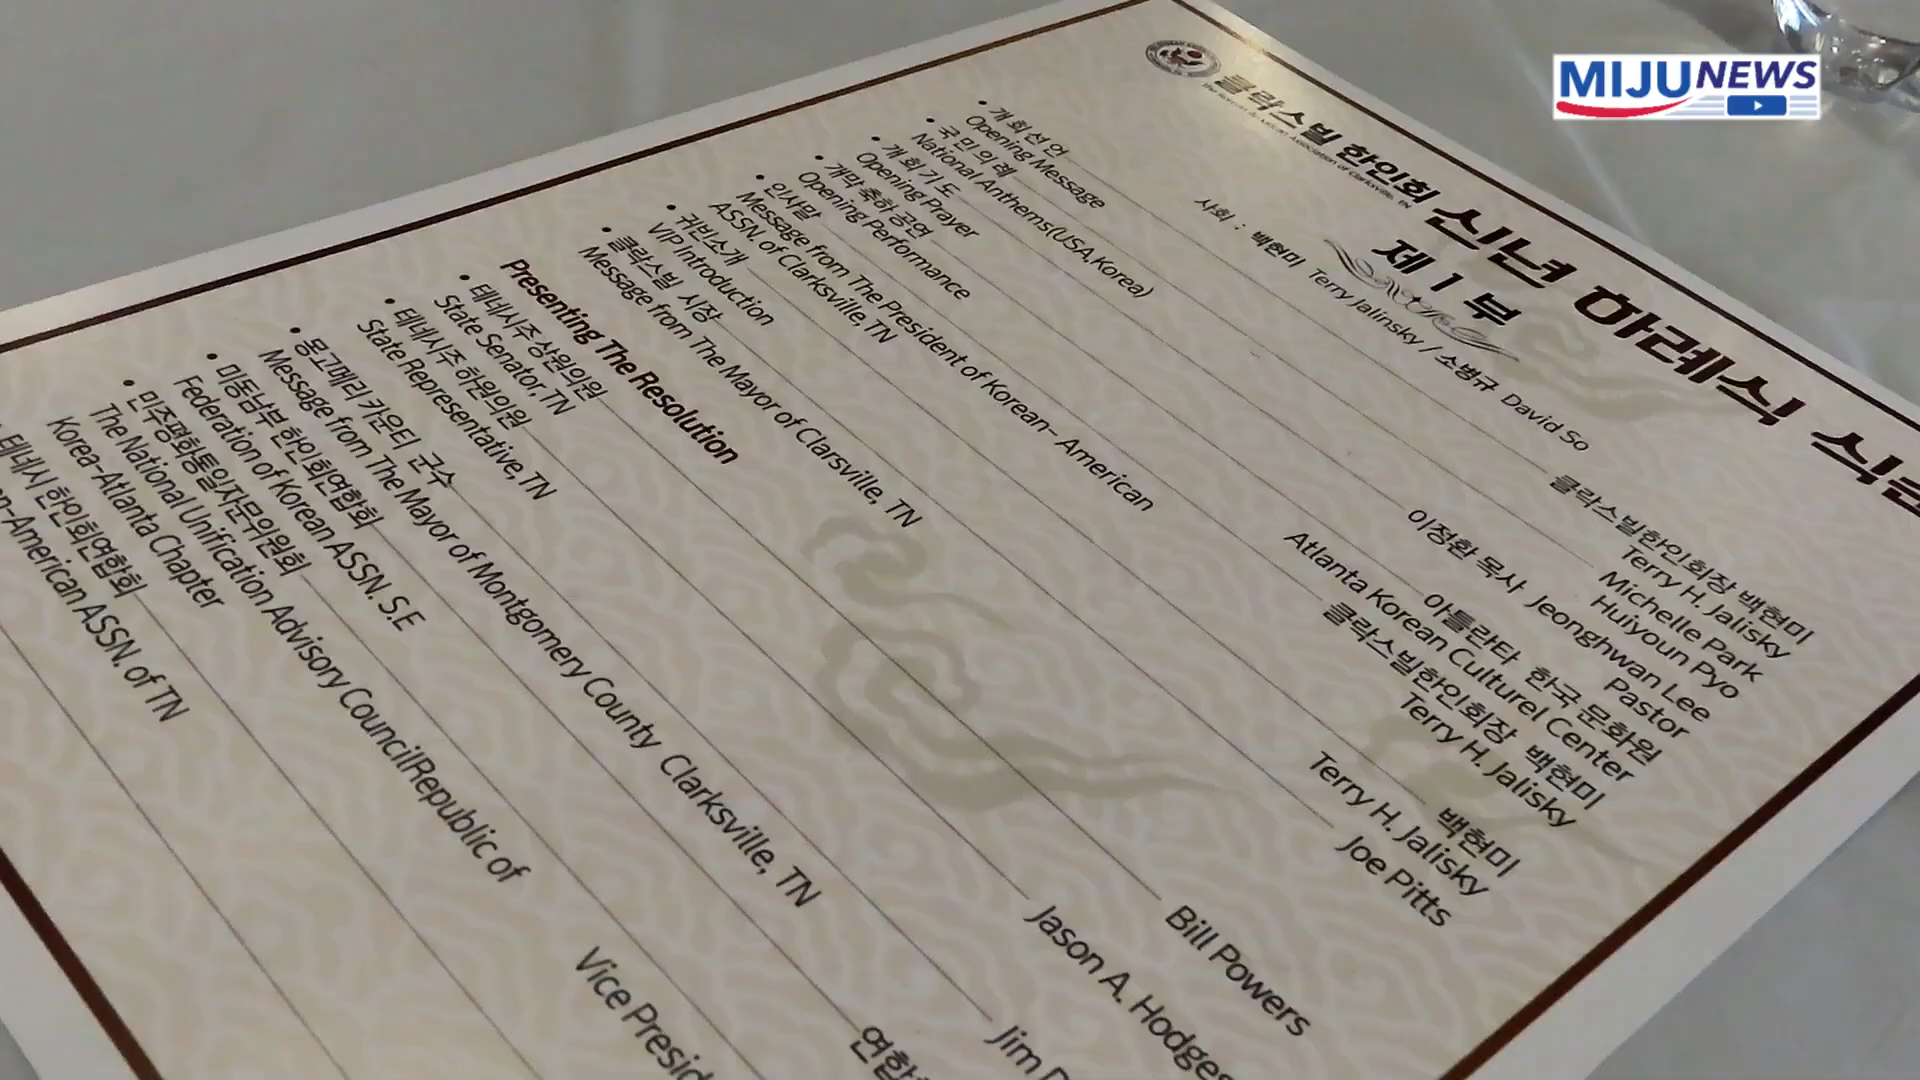 MIJUNEWS
클락스빌 한인회 신년 하례식
제 1 부
사회 : 백현미 Terry Jalinsky / 소병규 David So
• 개회선언 클락스빌한인회장 백현미
Opening Message Terry H. Jalisky
• 국민의례 Michelle Park
National Anthems(USA,Korea) Huiyoun Pyo
• 개회기도 이정환 목사 Jeonghwan Lee
Opening Prayer Pastor
• 개막 축하 공연 아틀란타 한국 문화원
Opening Performance Atlanta Korean Culturel Center
• 인사말 클락스빌한인회장 백현미
Message from The President of Korean- American Terry H. Jalisky
ASSN. of Clarksville, TN
• 귀빈소개 백현미
VIP Introduction Terry H. Jalisky
• 클락스빌 시장 Joe Pitts
Message from The Mayor of Clarsville, TN
Presenting The Resolution
• 테네시주 상원의원 Bill Powers
State Senator, TN
• 테네시주 하원의원 Jason A. Hodges
State Representative, TN
• 몽고메리 카운티 군수 Jim
Message from The Mayor of Montgomery County Clarksville, TN
• 미동남부 한인회연합회
Federation of Korean ASSN. S.E
• 민주평화통일자문위원회
The National Unification Advisory CouncilRepublic of
Korea-Atlanta Chapter Vice
테네시 한인회연합회
American ASSN. of TN